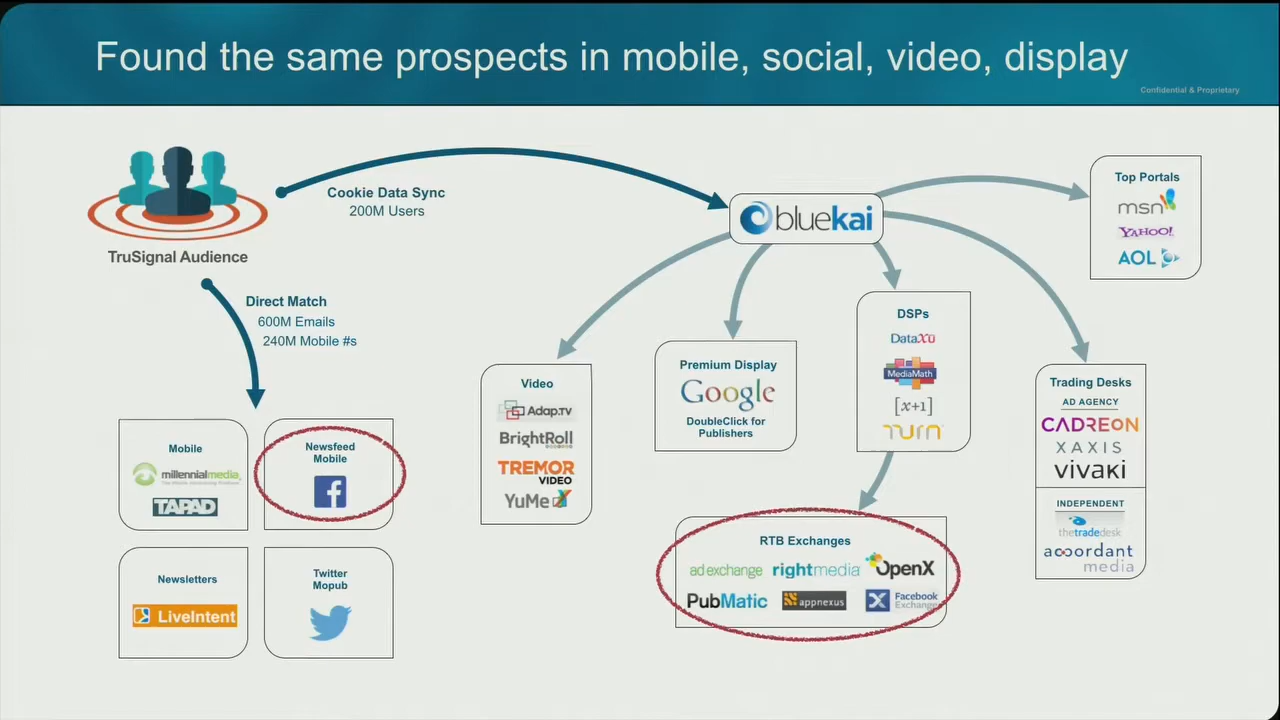 Found the same prospects in mobile, social, video, display
Confidential & Proprietary
Cookie Data Sync
200M Users
TruSignal Audience
Direct Match
600M Emails
240M Mobile #s
bluekai
Top Portals
msn
YAHOO!
AOL
Mobile
millennialmedia
TAPAD
Newsfeed
Mobile
f
Newsletters
LiveIntent
Twitter
Mopub
Video
Adap.tv
BrightRoll
TREMOR
VIDEO
YuMe
Premium Display
Google
DoubleClick for
Publishers
DSPs
DataXu
MediaMath
[x+1]
TURN
RTB Exchanges
ad exchange
rightmedia
OpenX
PubMatic
appnexus
Facebook
Exchange
Trading Desks
AD AGENCY
CADREON
XAXIS
vivaki
INDEPENDENT
thetradedesk
accordant
media